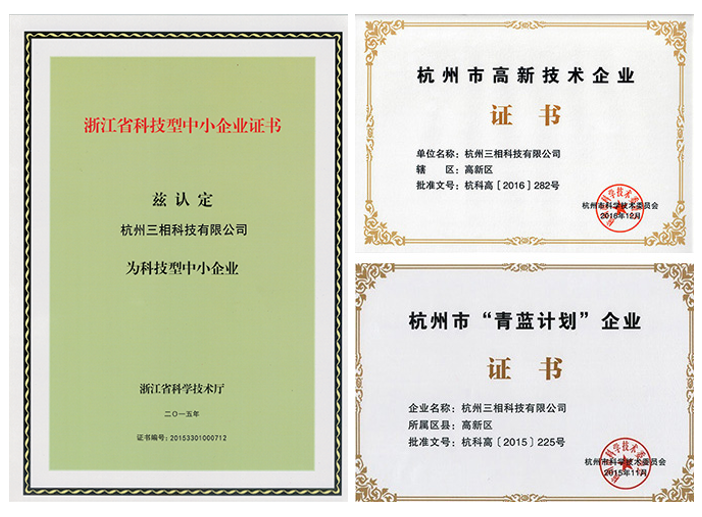 浙江省科技型中小企业证书
兹认定
杭州三相科技有限公司
为科技型中小企业
浙江省科学技术厅
二〇一五年
证书编号: 20153301000712
杭州市高新技术企业
证书
单位名称: 杭州三相科技有限公司
辖 区: 高新区
批准文号: 杭科高〔2016〕282号
杭州市科学技术委员会
2016年12月
杭州市“青蓝计划”企业
证书
企业名称: 杭州三相科技有限公司
所属区县: 高新区
批准文号: 杭科高〔2015〕225号
杭州市科学技术委员会
2015年11月